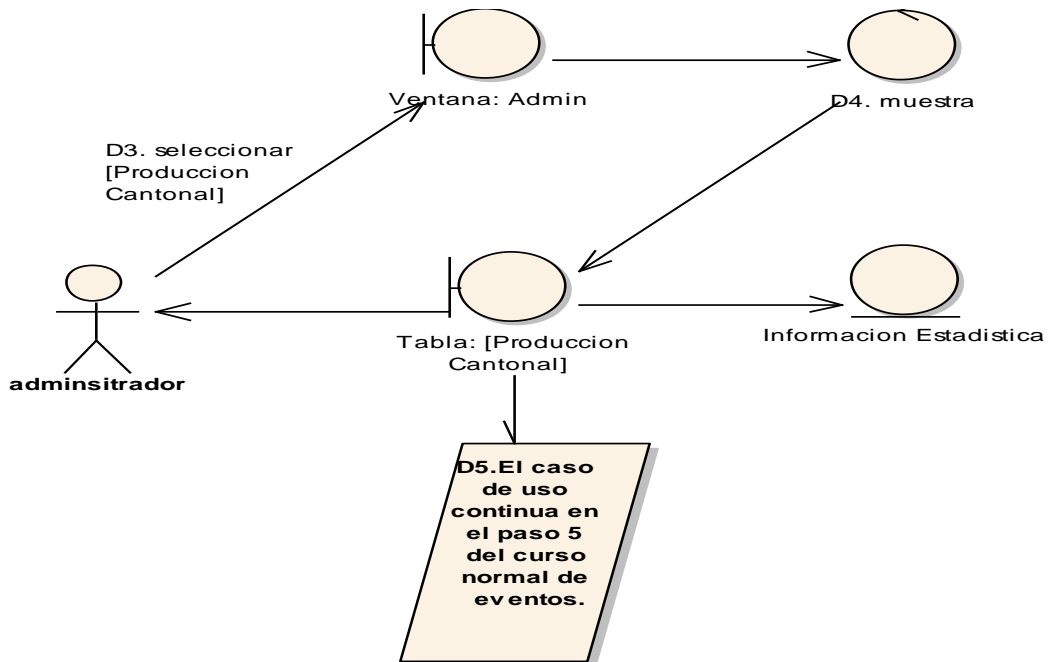 Ventana: Admin
D4. muestra
D3. seleccionar
[Produccion
Cantonal]
adminsitrador
Tabla: [Produccion
Cantonal]
Informacion Estadistica
D5.El caso
de uso
continua en
el paso 5
del curso
normal de
eventos.